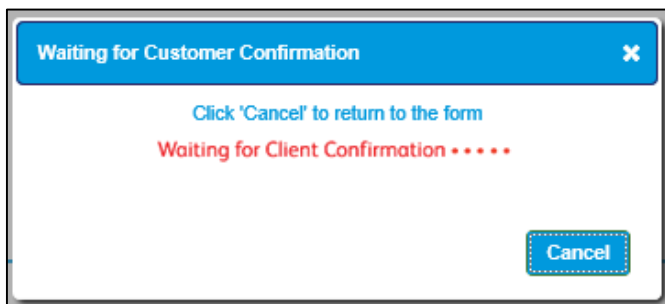 Waiting for Customer Confirmation
Click 'Cancel' to return to the form
Waiting for Client Confirmation • • • • •
Cancel